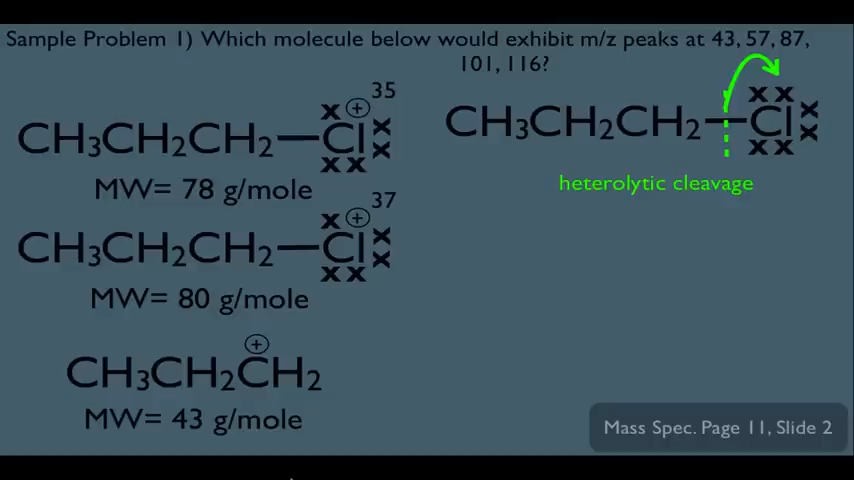 Sample Problem 1) Which molecule below would exhibit m/z peaks at 43, 57, 87,
101, 116?
35
CH₃CH₂CH₂—Cl
MW= 78 g/mole
37
CH₃CH₂CH₂—Cl
MW= 80 g/mole
CH₃CH₂CH₂
MW= 43 g/mole
CH₃CH₂CH₂—Cl
heterolytic cleavage
Mass Spec. Page 11, Slide 2